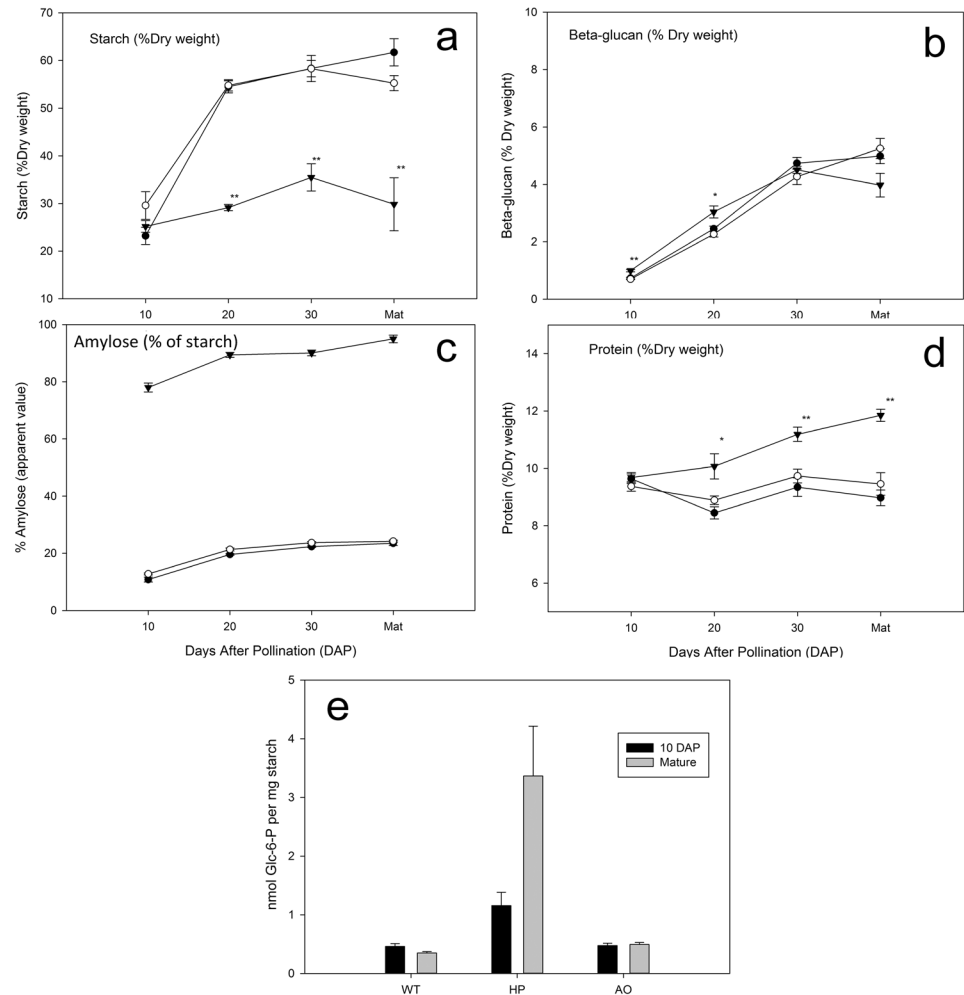 a
Starch (%Dry weight)
Starch (%Dry weight)
70
60
50
40
30
20
10
** ** **
10 20 30 Mat
b
Beta-glucan (% Dry weight)
Beta-glucan (% Dry weight)
10
8
6
4
2
0
** *
10 20 30 Mat
c
Amylose (% of starch)
% Amylose (apparent value)
100
80
60
40
20
0
10 20 30 Mat
Days After Pollination (DAP)
d
Protein (%Dry weight)
Protein (%Dry weight)
14
12
10
8
6
* ** **
10 20 30 Mat
Days After Pollination (DAP)
e
nmol Glc-6-P per mg starch
5
4
3
2
1
0
10 DAP
Mature
WT HP AO